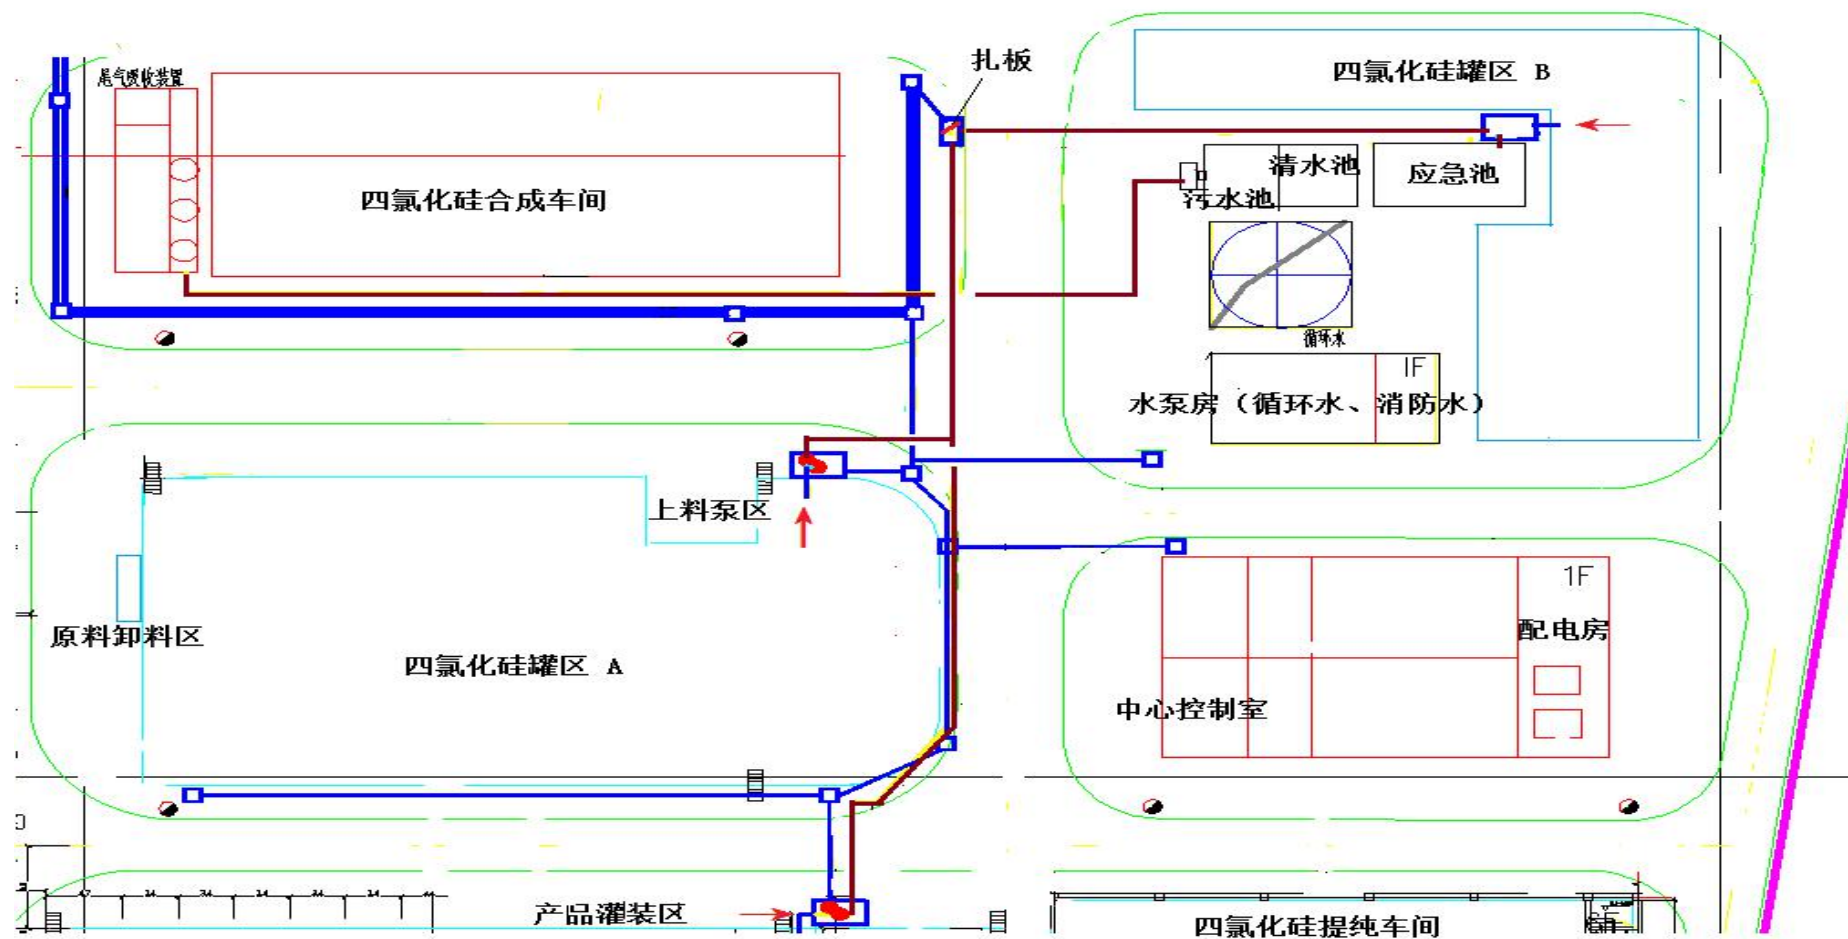 扎板
四氯化硅罐区 B
尾气吸收装置
清水池
应急池
四氯化硅合成车间
污水池
循环水
1F
水泵房（循环水、消防水）
上料泵区
1F
原料卸料区
配电房
四氯化硅罐区 A
中心控制室
产品灌装区
四氯化硅提纯车间